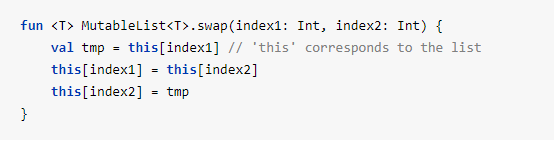 fun <T> MutableList<T>.swap(index1: Int, index2: Int) {
    val tmp = this[index1] // 'this' corresponds to the list
    this[index1] = this[index2]
    this[index2] = tmp
}